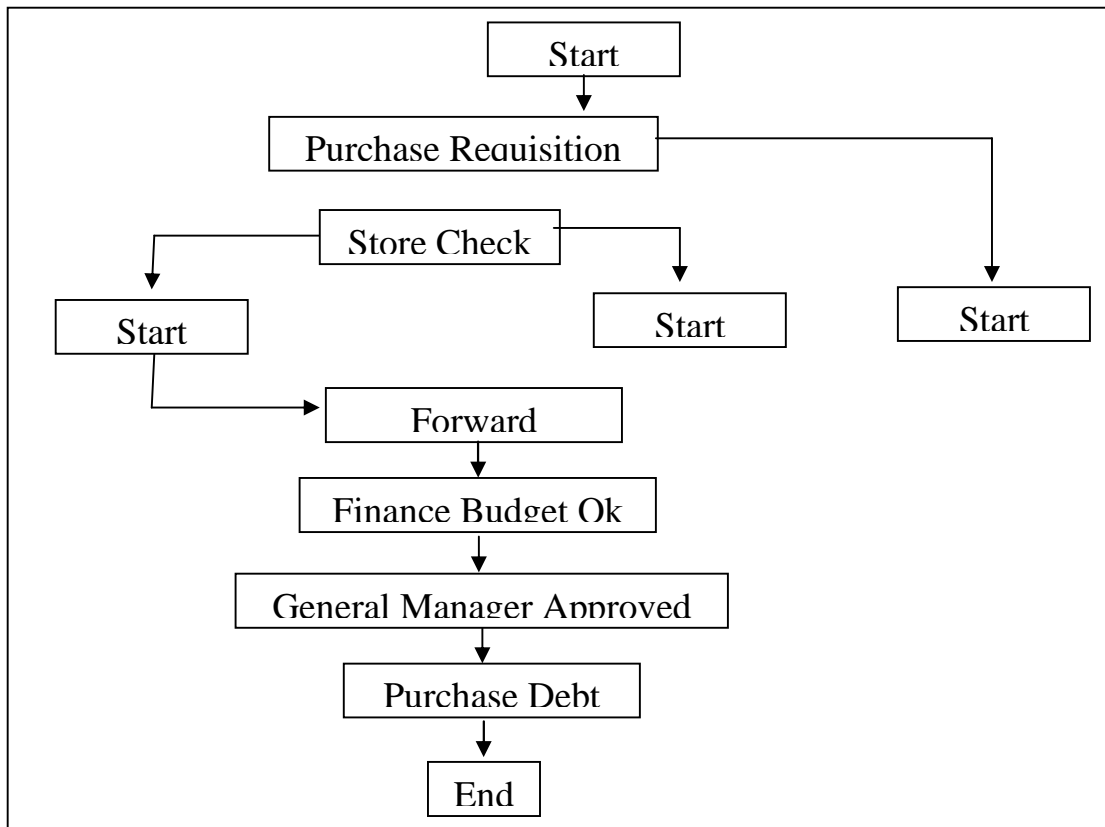 Start
Purchase Requisition
Store Check
Start
Start
Start
Forward
Finance Budget Ok
General Manager Approved
Purchase Debt
End